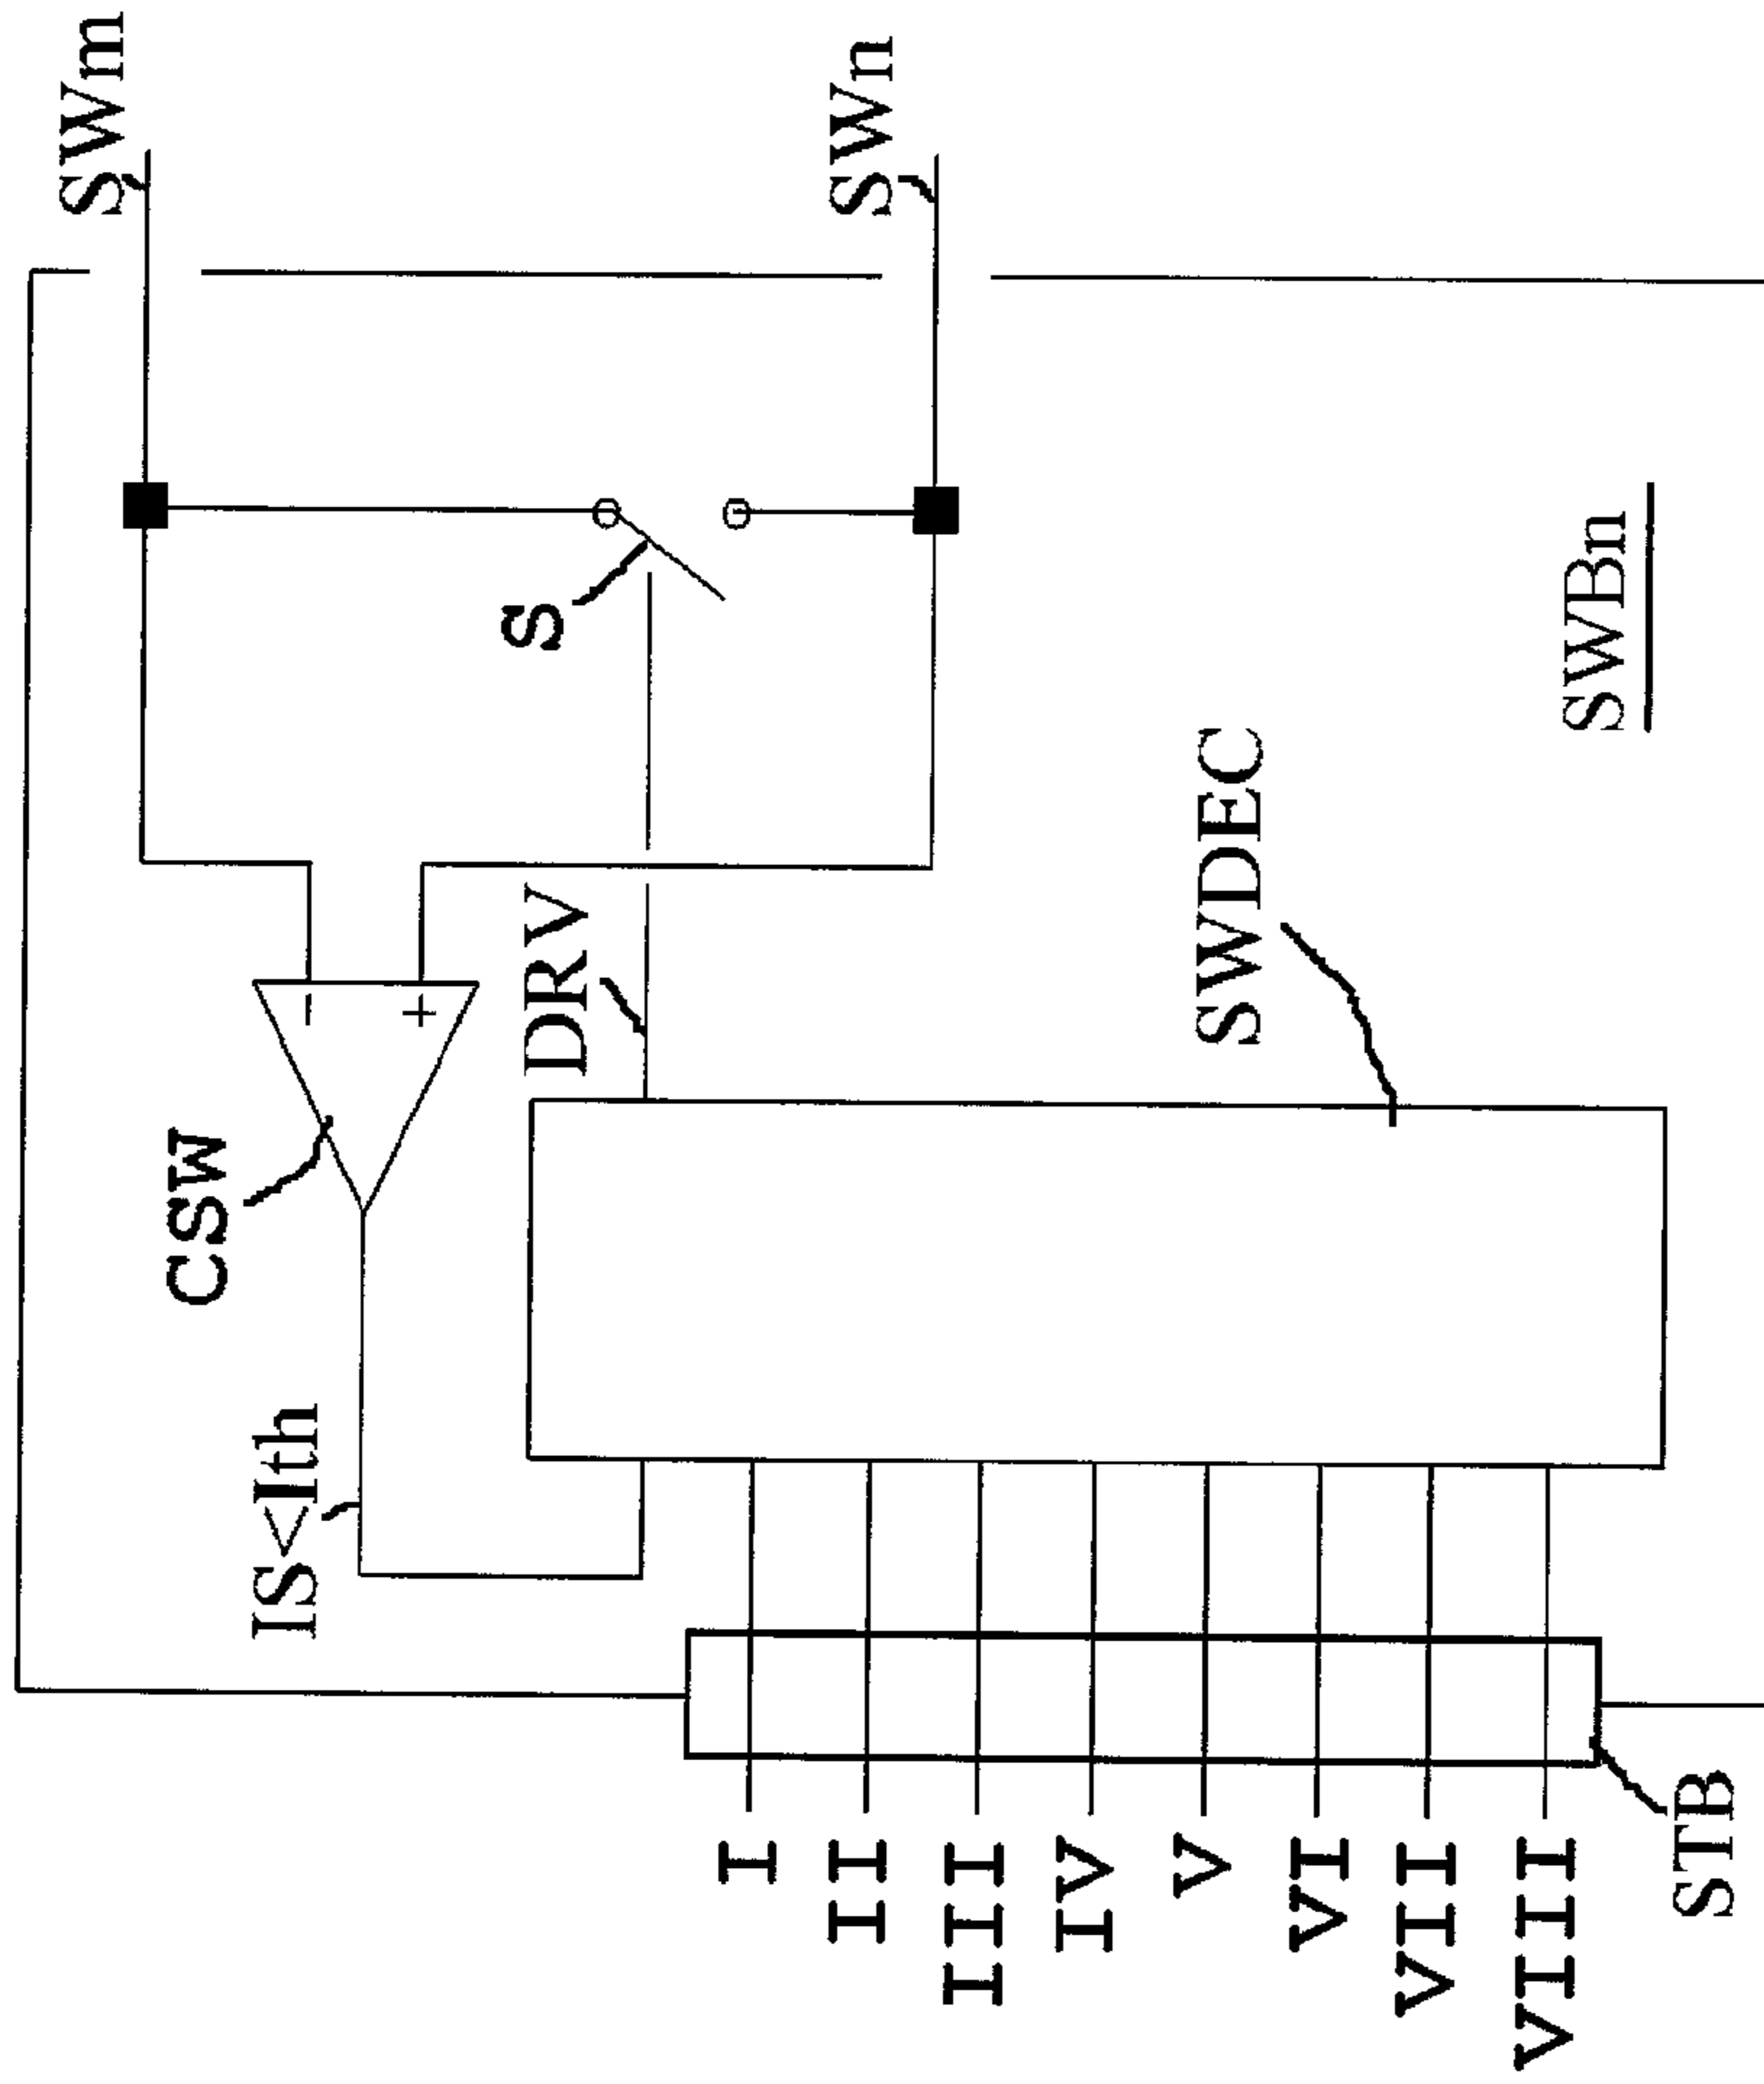 SWm
SWn
S
DRV
CSW
IS<Ith
SWDEC
SWBn
I
II
III
IV
V
VI
VII
VIII
STB
-
+